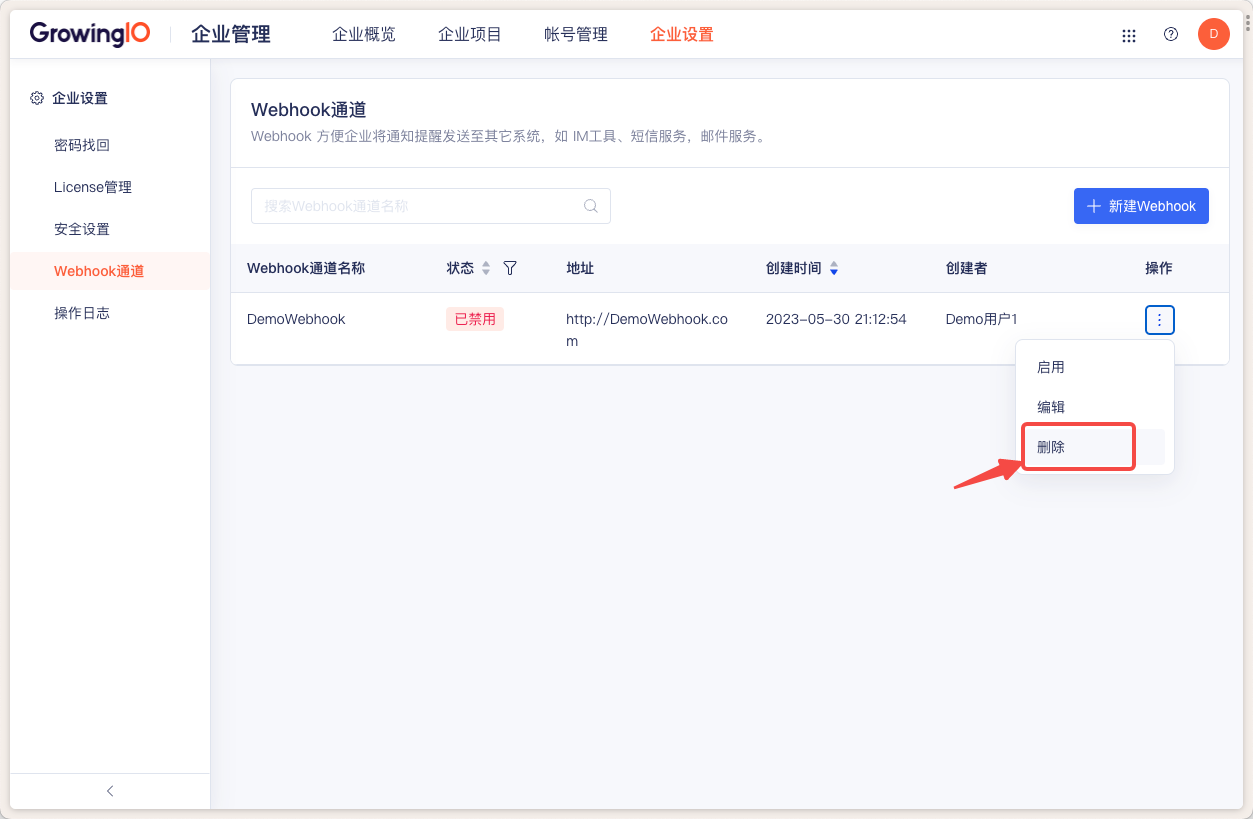 GrowingIO
企业管理
企业概览
企业项目
帐号管理
企业设置
D
企业设置
密码找回
License管理
安全设置
Webhook通道
操作日志
Webhook通道
Webhook 方便企业将通知提醒发送至其它系统，如 IM工具、短信服务，邮件服务。
搜索Webhook通道名称
新建Webhook
Webhook通道名称
状态
地址
创建时间
创建者
操作
DemoWebhook
已禁用
http://DemoWebhook.co
m
2023-05-30 21:12:54
Demo用户1
启用
编辑
删除